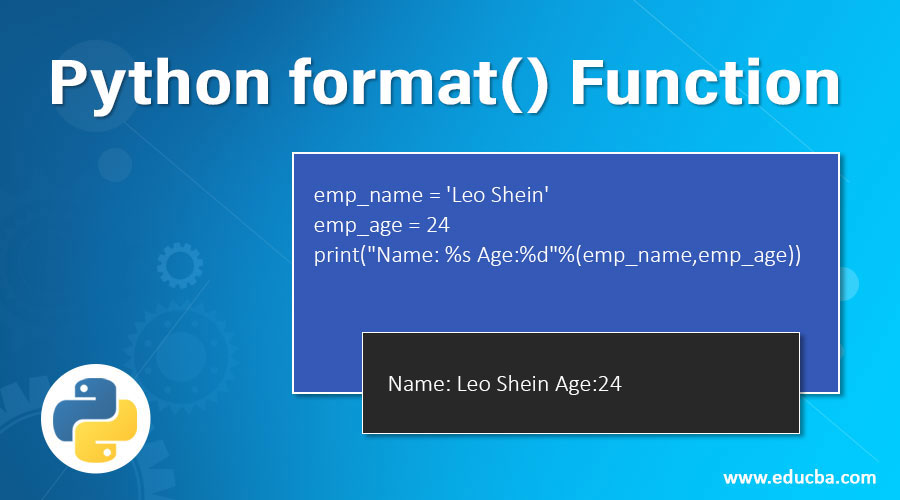 Python format() Function
emp_name = 'Leo Shein'
emp_age = 24
print("Name: %s Age:%d"%(emp_name,emp_age))
Name: Leo Shein Age:24
www.educba.com